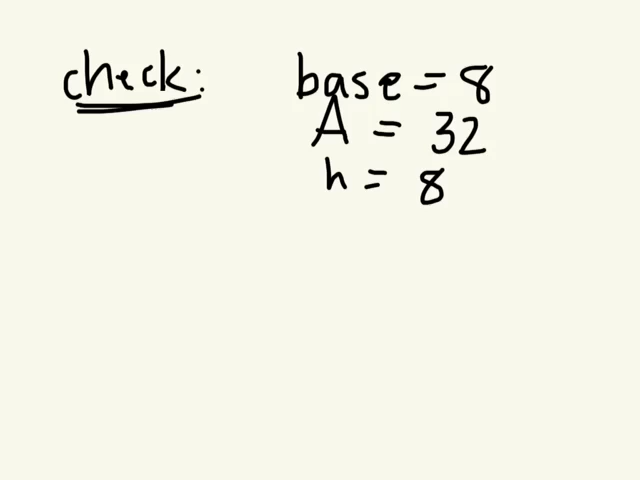 check: base = 8
A = 32
h = 8